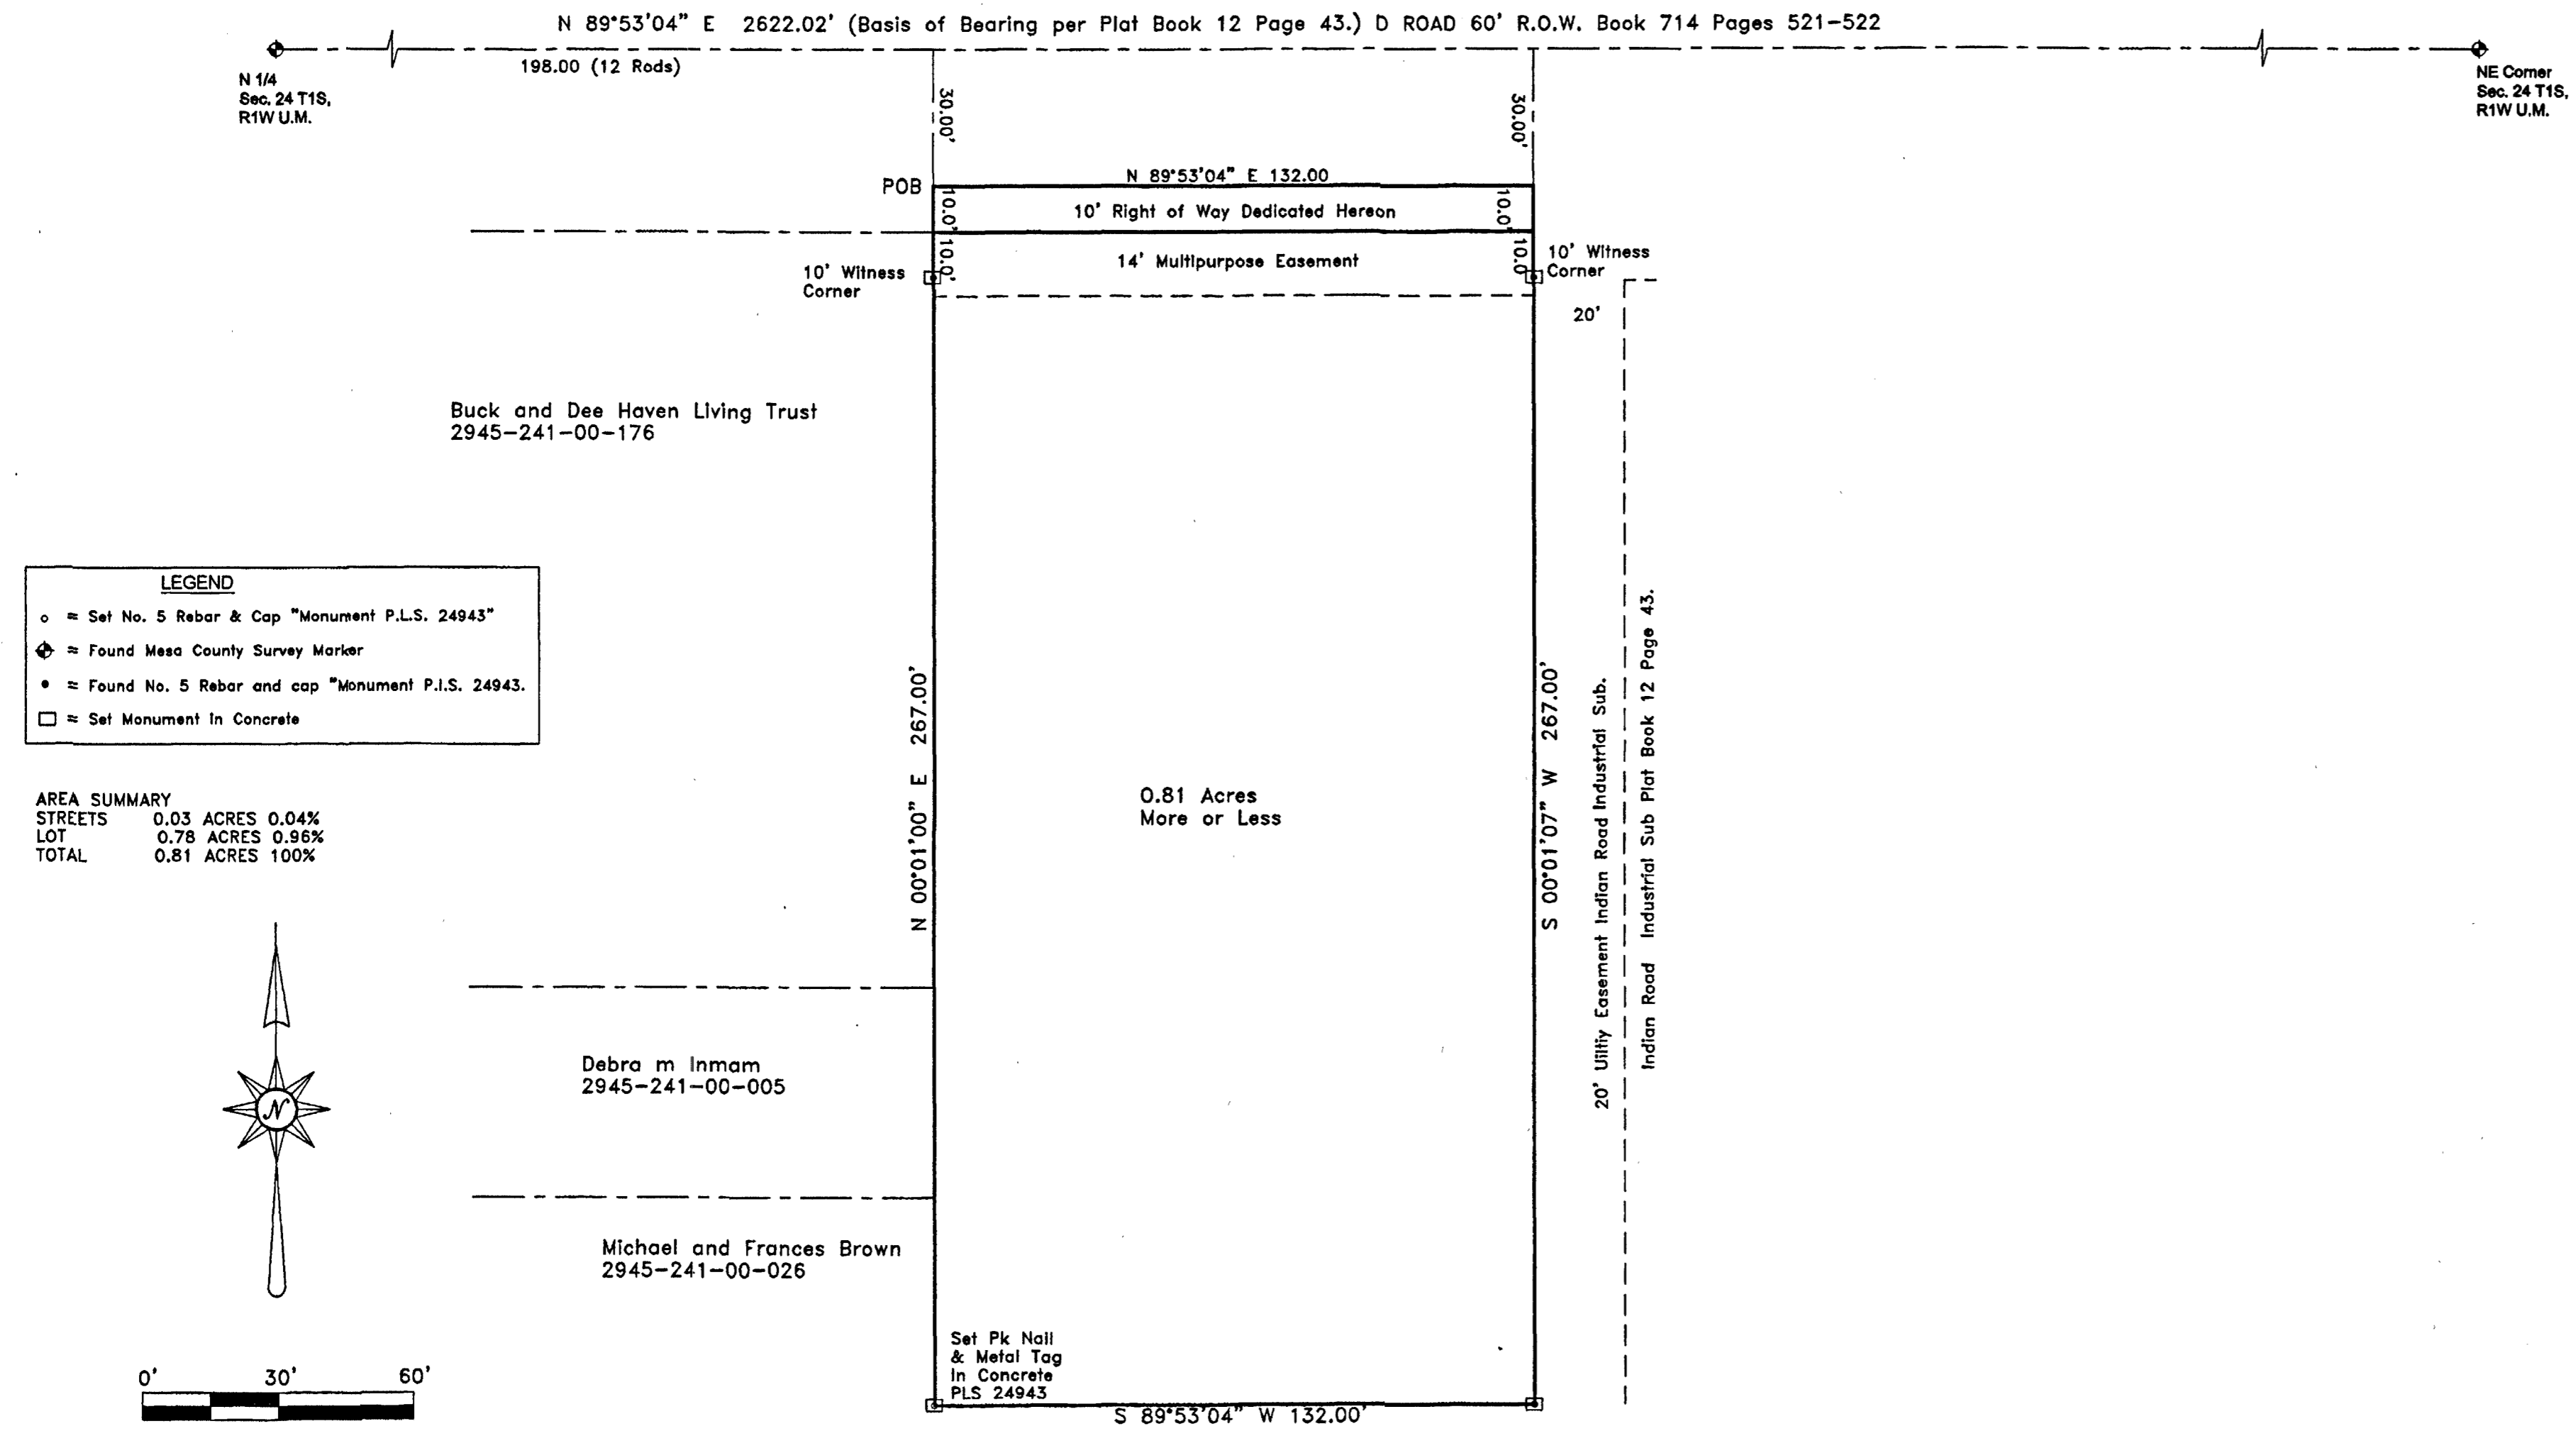 N 89°53'04" E 2622.02' (Basis of Bearing per Plat Book 12 Page 43.) D ROAD 60' R.O.W. Book 714 Pages 521-522
198.00 (12 Rods)
N 1/4
Sec. 24 T1S,
R1W U.M.
NE Corner
Sec. 24 T1S,
R1W U.M.
30.00'
30.00'
POB
N 89°53'04" E 132.00
10.0'
10' Right of Way Dedicated Hereon
10.0'
10.0'
14' Multipurpose Easement
10.0
10' Witness
Corner
10' Witness
Corner
20'
Buck and Dee Haven Living Trust
2945-241-00-176
LEGEND
○ = Set No. 5 Rebar & Cap "Monument P.L.S. 24943"
= Found Mesa County Survey Marker
• = Found No. 5 Rebar and cap "Monument P.l.S. 24943.
□ = Set Monument In Concrete
AREA SUMMARY
STREETS 0.03 ACRES 0.04%
LOT 0.78 ACRES 0.96%
TOTAL 0.81 ACRES 100%
N 00°01'00" E 267.00'
0.81 Acres
More or Less
S 00°01'07" W 267.00'
20' Uiltiy Easement Indian Road Industrial Sub.
Indian Road Industrial Sub Plat Book 12 Page 43.
N
Debra m Inmam
2945-241-00-005
Michael and Frances Brown
2945-241-00-026
Set Pk Nail
& Metal Tag
In Concrete
PLS 24943
S 89°53'04" W 132.00'
0' 30' 60'